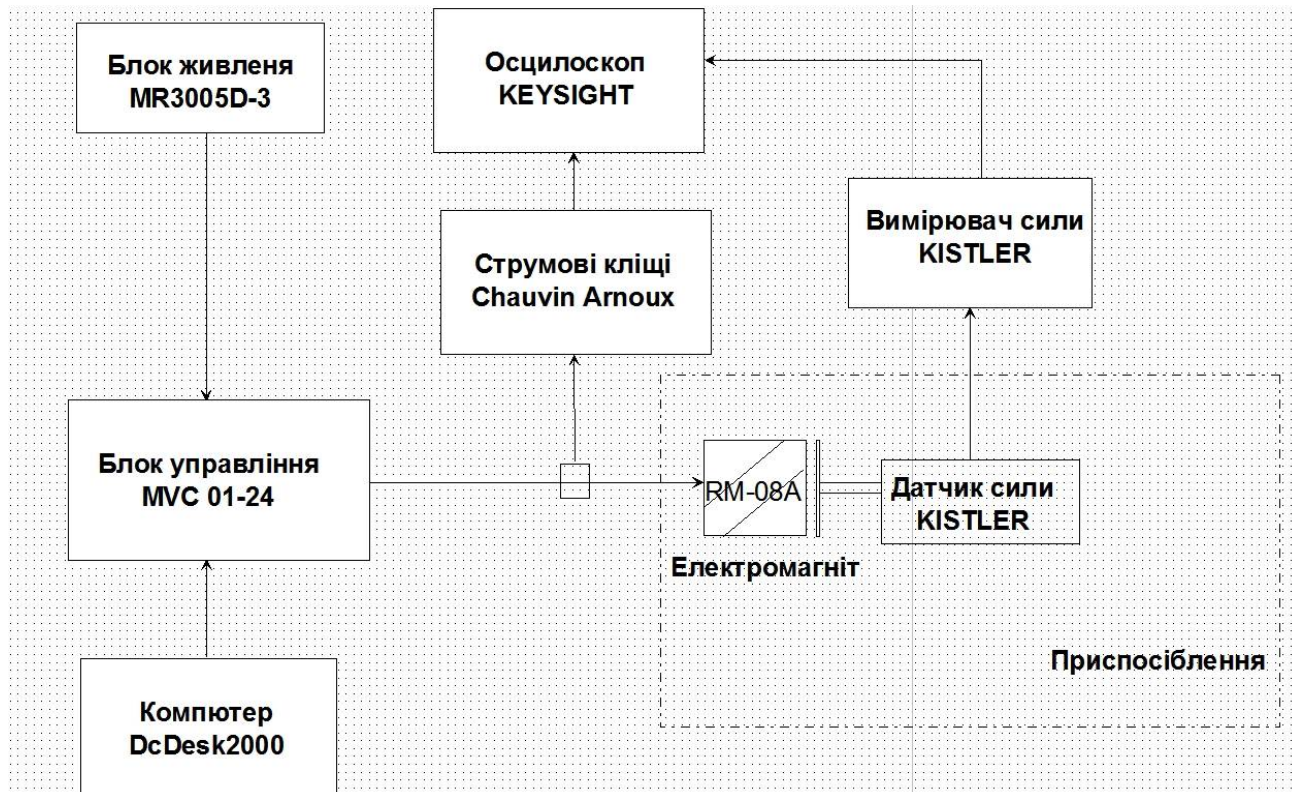 Блок живленя
MR3005D-3
Осцилоскоп
KEYSIGHT
Вимірювач сили
KISTLER
Струмові кліщі
Chauvin Arnoux
Блок управління
MVC 01-24
RM-08A
Датчик сили
KISTLER
Електромагніт
Приспосіблення
Компютер
DcDesk2000